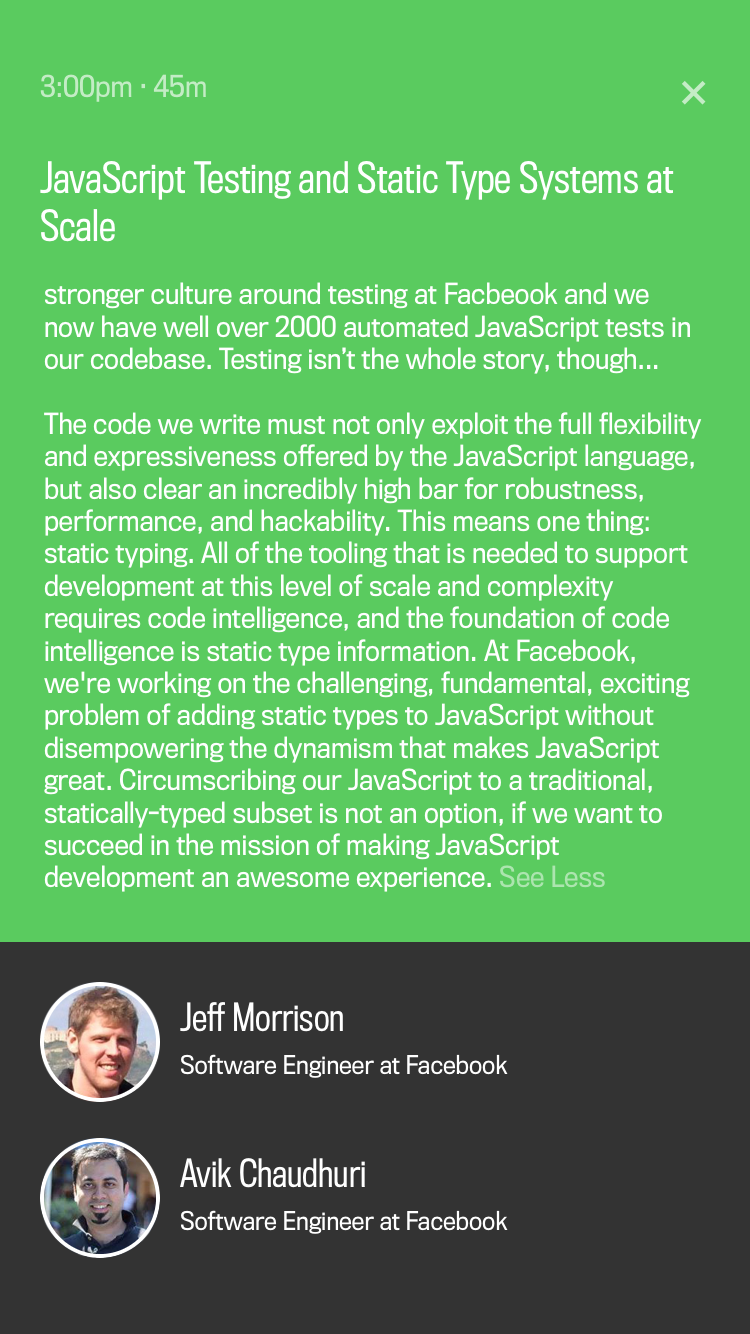 3:00pm · 45m
JavaScript Testing and Static Type Systems at
Scale
stronger culture around testing at Facbeook and we
now have well over 2000 automated JavaScript tests in
our codebase. Testing isn’t the whole story, though...
The code we write must not only exploit the full flexibility
and expressiveness offered by the JavaScript language,
but also clear an incredibly high bar for robustness,
performance, and hackability. This means one thing:
static typing. All of the tooling that is needed to support
development at this level of scale and complexity
requires code intelligence, and the foundation of code
intelligence is static type information. At Facebook,
we're working on the challenging, fundamental, exciting
problem of adding static types to JavaScript without
disempowering the dynamism that makes JavaScript
great. Circumscribing our JavaScript to a traditional,
statically-typed subset is not an option, if we want to
succeed in the mission of making JavaScript
development an awesome experience. See Less
Jeff Morrison
Software Engineer at Facebook
Avik Chaudhuri
Software Engineer at Facebook